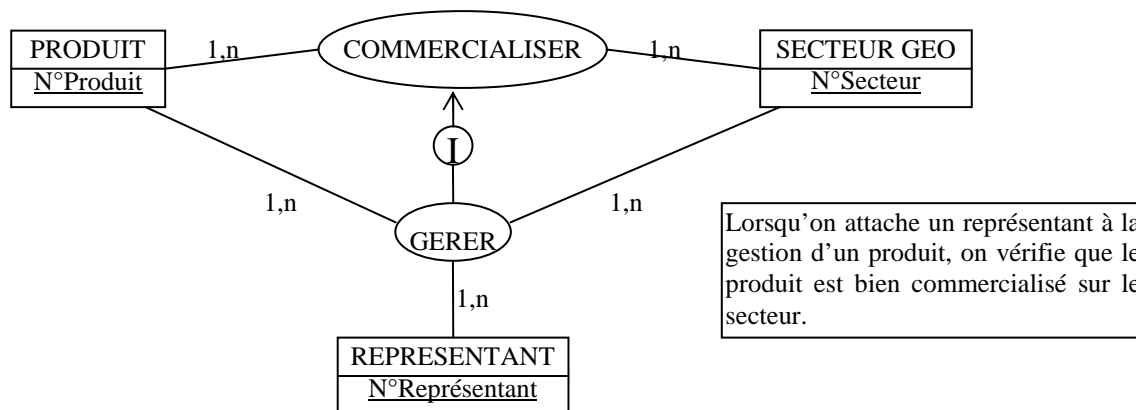 PRODUIT
N°Produit
1,n
COMMERCIALISER
1,n
SECTEUR GEO
N°Secteur
I
1,n
GERER
1,n
1,n
REPRESENTANT
N°Représentant
Lorsqu'on attache un représentant à la
gestion d'un produit, on vérifie que le
produit est bien commercialisé sur le
secteur.